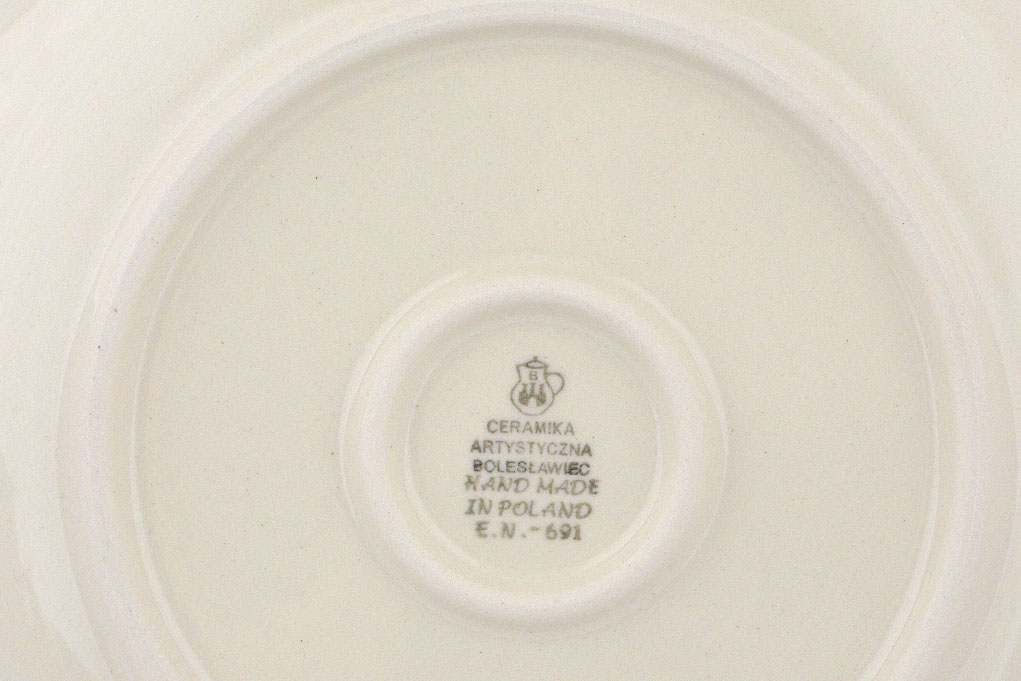 B
CERAMIKA
ARTYSTYCZNA
BOLESŁAWIEC
HAND MADE
IN POLAND
E.N.-691